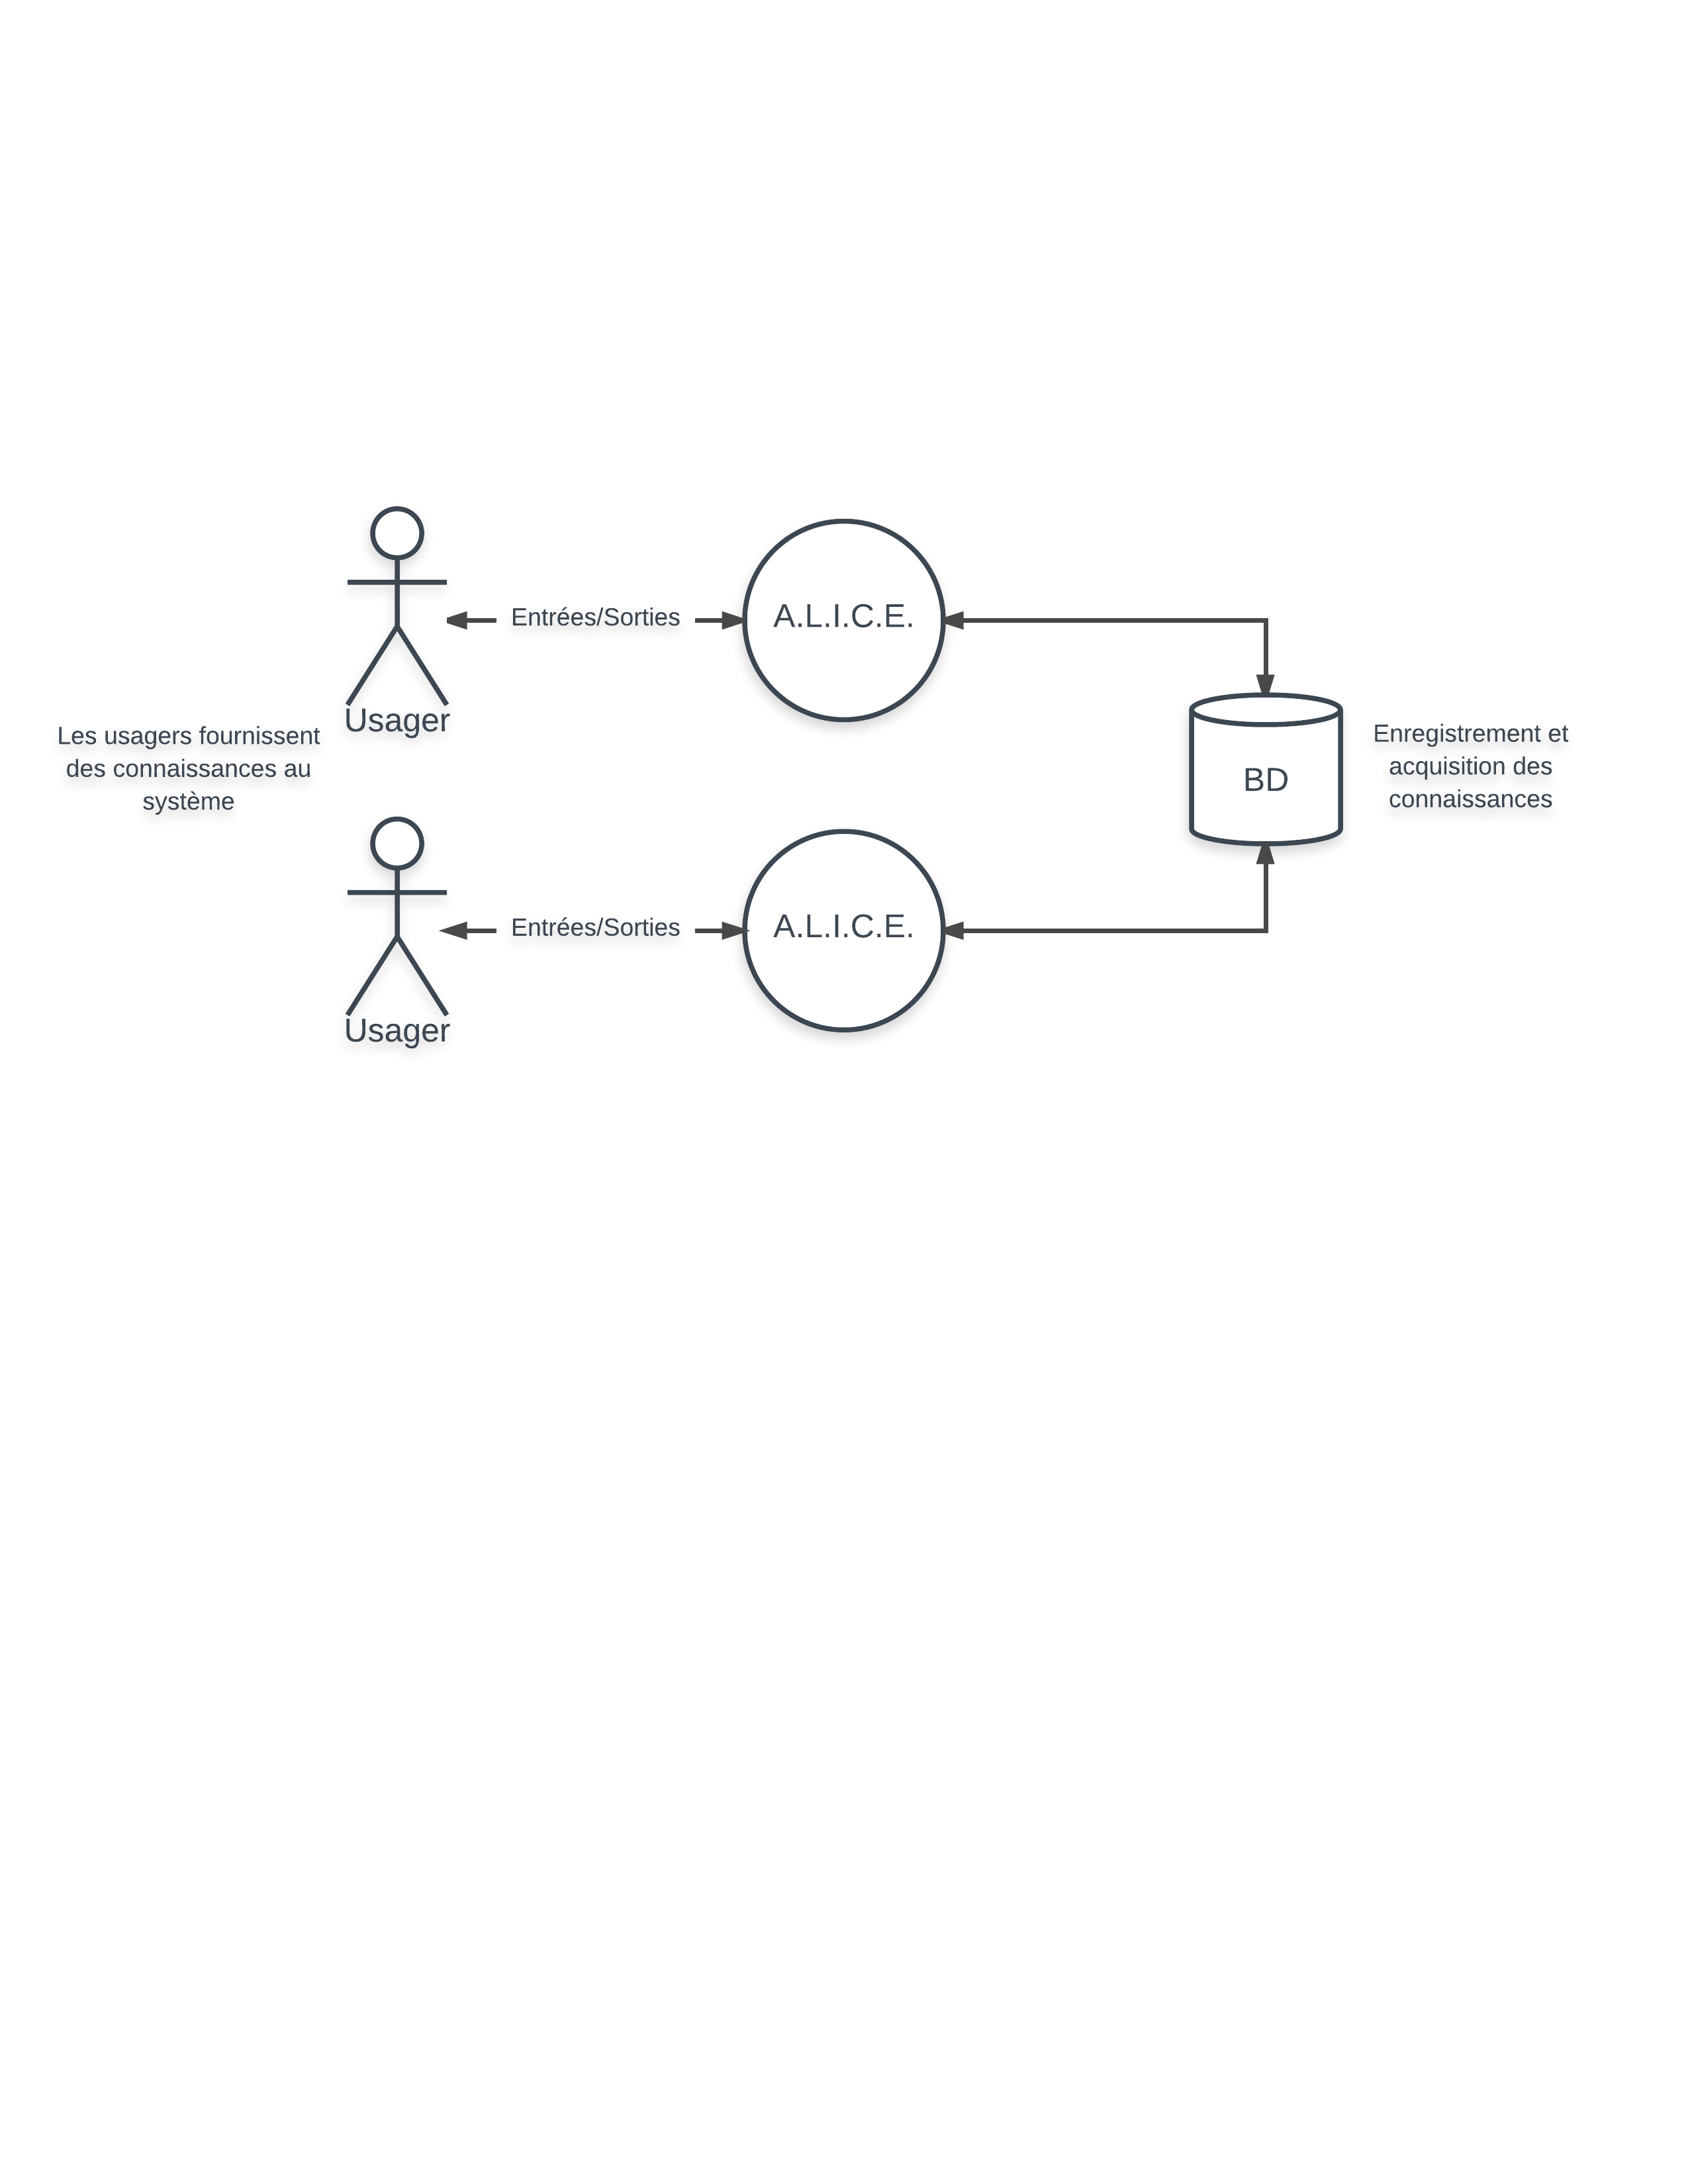 Entrées/Sorties
A.L.I.C.E.
Usager
Les usagers fournissent
des connaissances au
système
BD
Enregistrement et
acquisition des
connaissances
Entrées/Sorties
A.L.I.C.E.
Usager